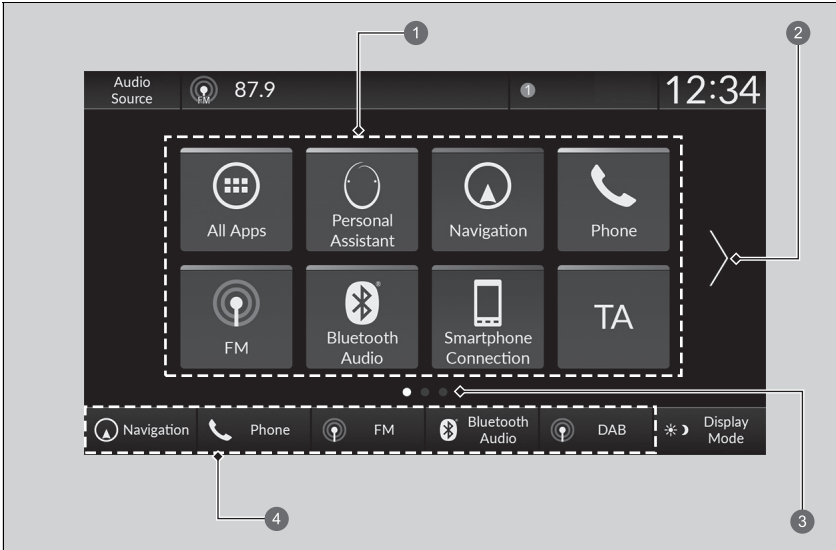 1
2
Audio
Source
FM
87.9
1
12:34
All Apps
Personal
Assistant
Navigation
Phone
FM
Bluetooth
Audio
Smartphone
Connection
TA
Navigation
Phone
FM
Bluetooth
Audio
DAB
Display
Mode
4
3